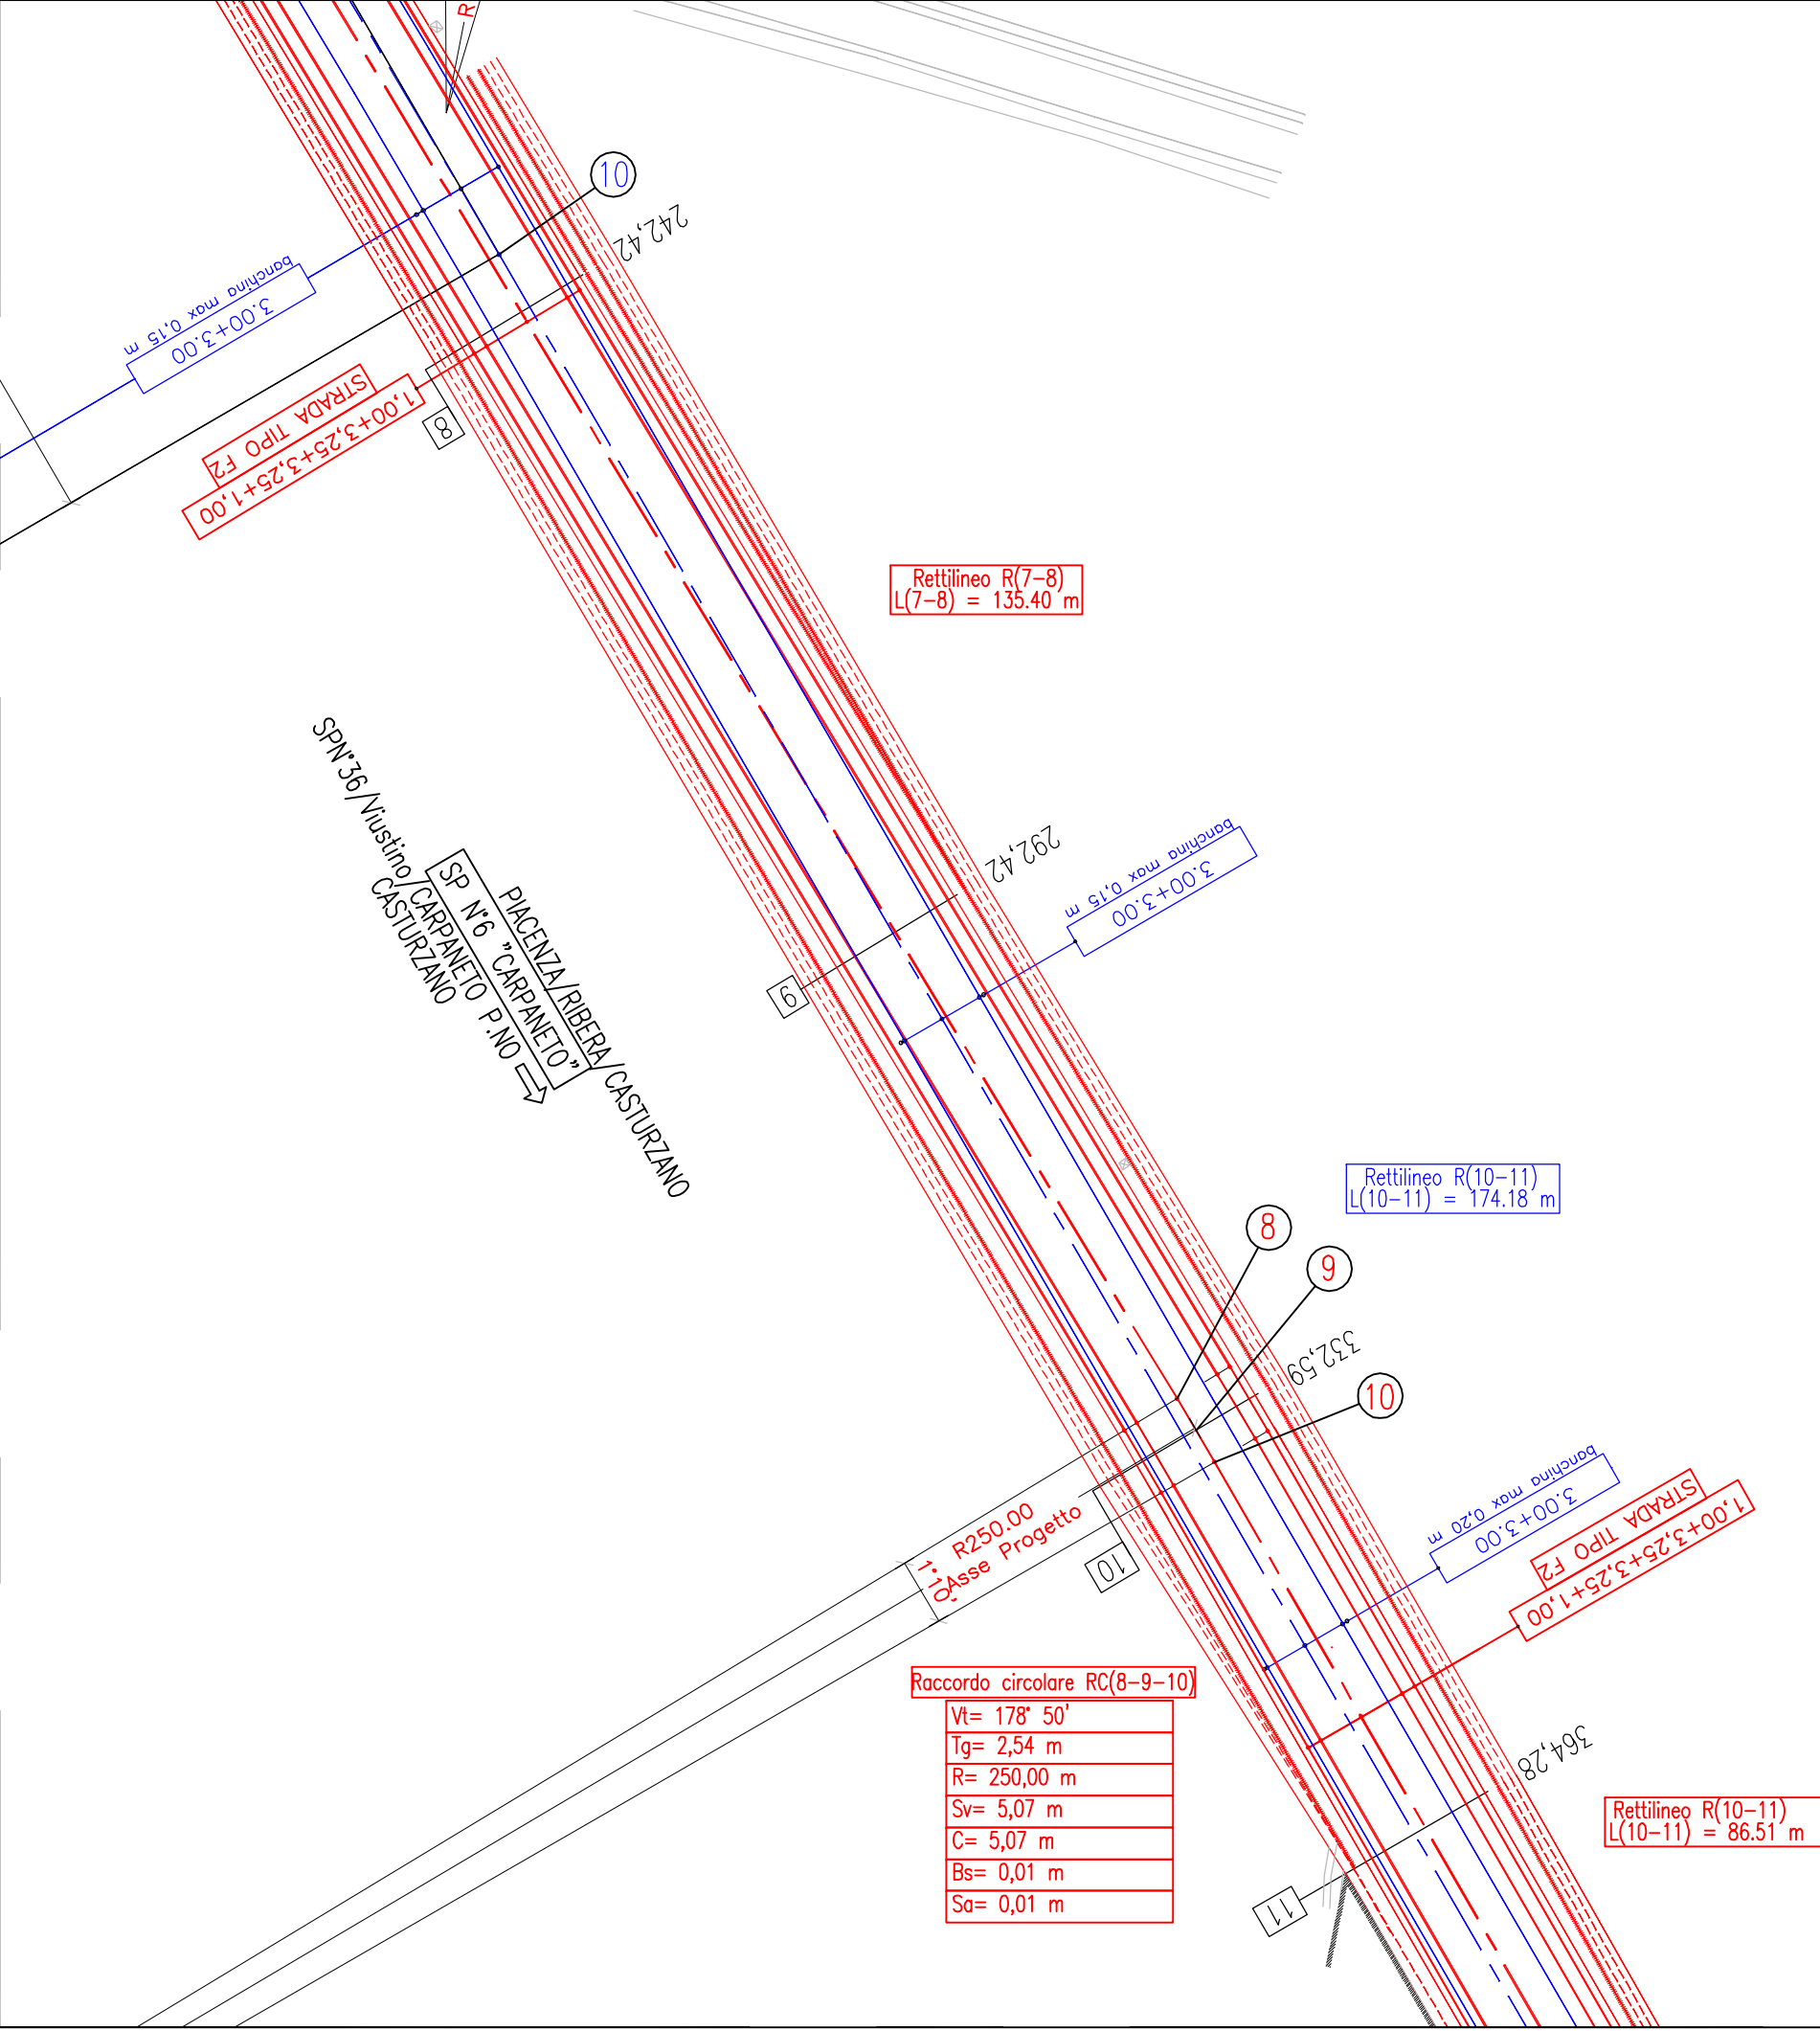 R
10
242,42
banchina max 0,15 m
3.00+3.00
STRADA TIPO F2
1,00+3,25+3,25+1,00
8
Rettilineo R(7-8)
L(7-8) = 135.40 m
SPN°36/Viustino/CARPANETO P.NO
CASTURZANO
SP N°6 "CARPANETO"
PIACENZA/RIBERA/CASTURZANO
292,42
banchina max 0,15 m
3.00+3.00
9
Rettilineo R(10-11)
L(10-11) = 174.18 m
8
9
332,59
10
R250.00
Asse Progetto
1°10'
10
banchina max 0,20 m
3.00+3.00
STRADA TIPO F2
1,00+3,25+3,25+1,00
Raccordo circolare RC(8-9-10)
Vt= 178° 50'
Tg= 2,54 m
R= 250,00 m
Sv= 5,07 m
C= 5,07 m
Bs= 0,01 m
Sa= 0,01 m
364,28
Rettilineo R(10-11)
L(10-11) = 86.51 m
11